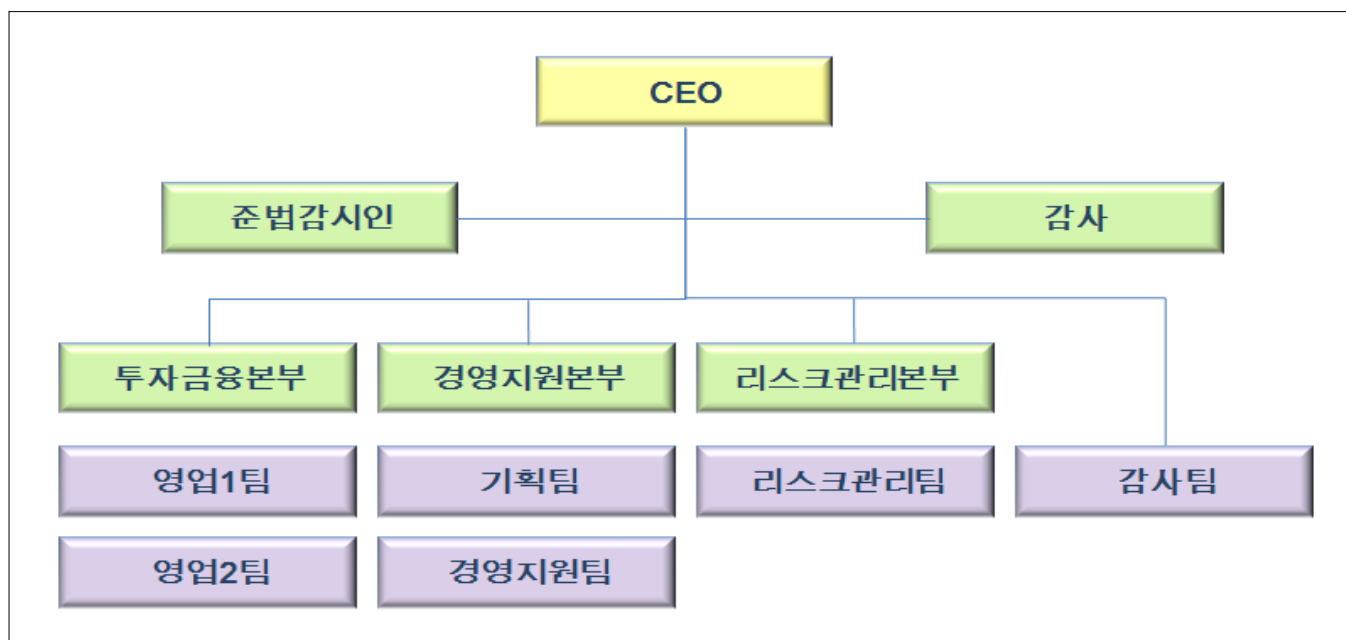 CEO
준법감시인
감사
투자금융본부
경영지원본부
리스크관리본부
영업1팀
기획팀
리스크관리팀
감사팀
영업2팀
경영지원팀